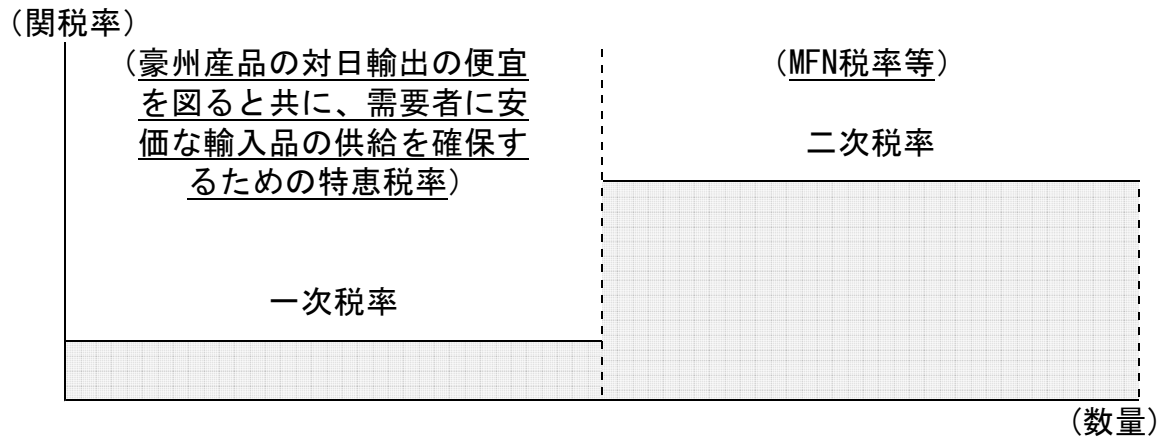 （関税率）
（豪州産品の対日輸出の便宜
を図ると共に、需要者に安
価な輸入品の供給を確保す
るための特恵税率）
一次税率
（MFN税率等）
二次税率
（数量）